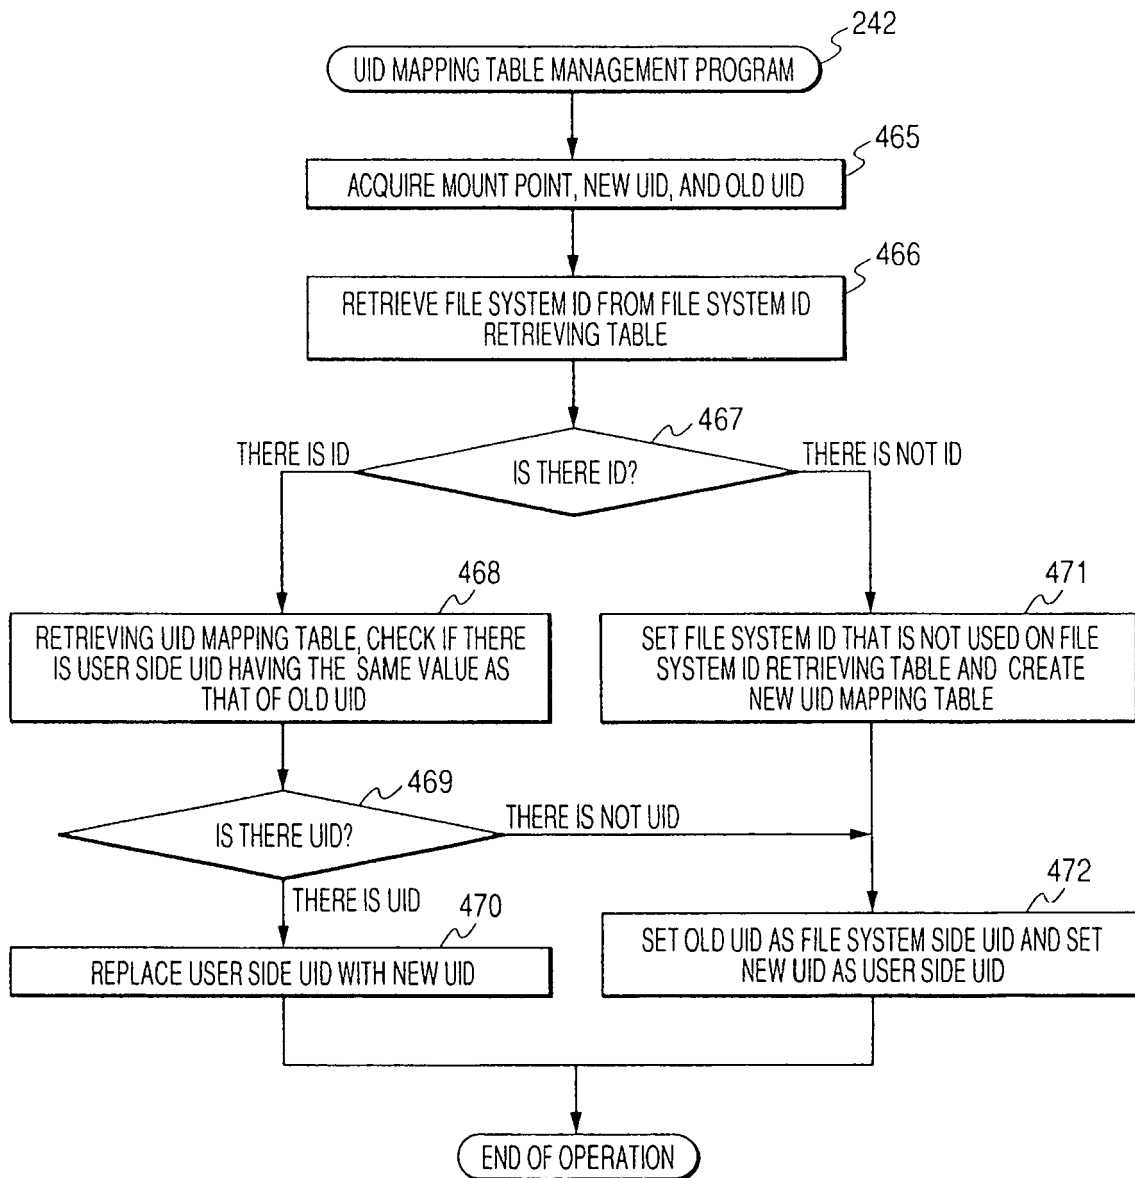 242
UID MAPPING TABLE MANAGEMENT PROGRAM
465
ACQUIRE MOUNT POINT, NEW UID, AND OLD UID
466
RETRIEVE FILE SYSTEM ID FROM FILE SYSTEM ID
RETRIEVING TABLE
467
THERE IS ID
IS THERE ID?
THERE IS NOT ID
468
RETRIEVING UID MAPPING TABLE, CHECK IF THERE
IS USER SIDE UID HAVING THE SAME VALUE AS
THAT OF OLD UID
471
SET FILE SYSTEM ID THAT IS NOT USED ON FILE
SYSTEM ID RETRIEVING TABLE AND CREATE
NEW UID MAPPING TABLE
469
IS THERE UID?
THERE IS NOT UID
THERE IS UID
470
REPLACE USER SIDE UID WITH NEW UID
472
SET OLD UID AS FILE SYSTEM SIDE UID AND SET
NEW UID AS USER SIDE UID
END OF OPERATION